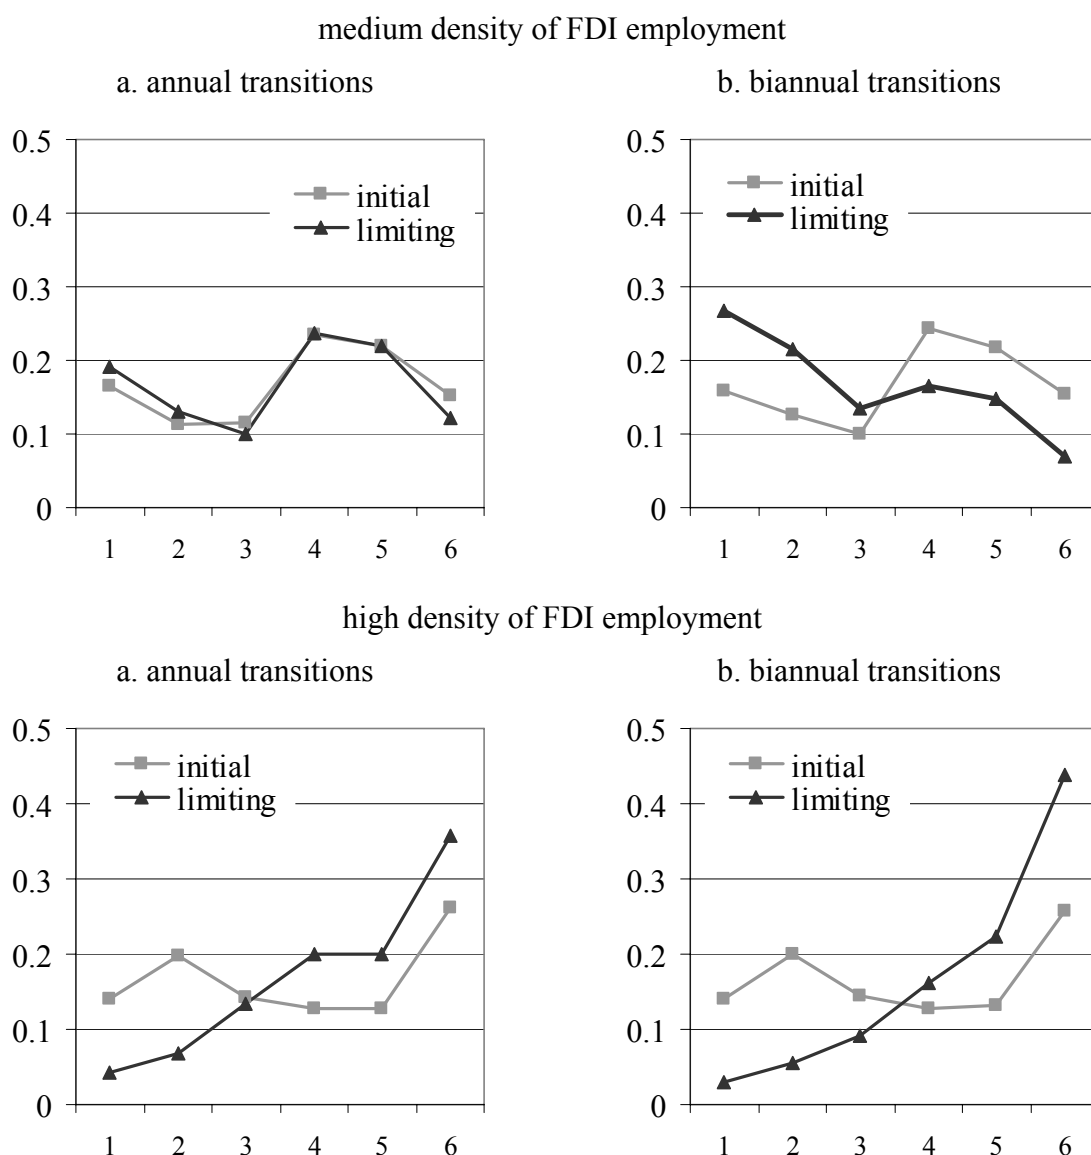 medium density of FDI employment
a. annual transitions
b. biannual transitions
0.5
0.4
0.3
0.2
0.1
0
initial
limiting
1 2 3 4 5 6
0.5
0.4
0.3
0.2
0.1
0
initial
limiting
1 2 3 4 5 6
high density of FDI employment
a. annual transitions
b. biannual transitions
0.5
0.4
0.3
0.2
0.1
0
initial
limiting
1 2 3 4 5 6
0.5
0.4
0.3
0.2
0.1
0
initial
limiting
1 2 3 4 5 6